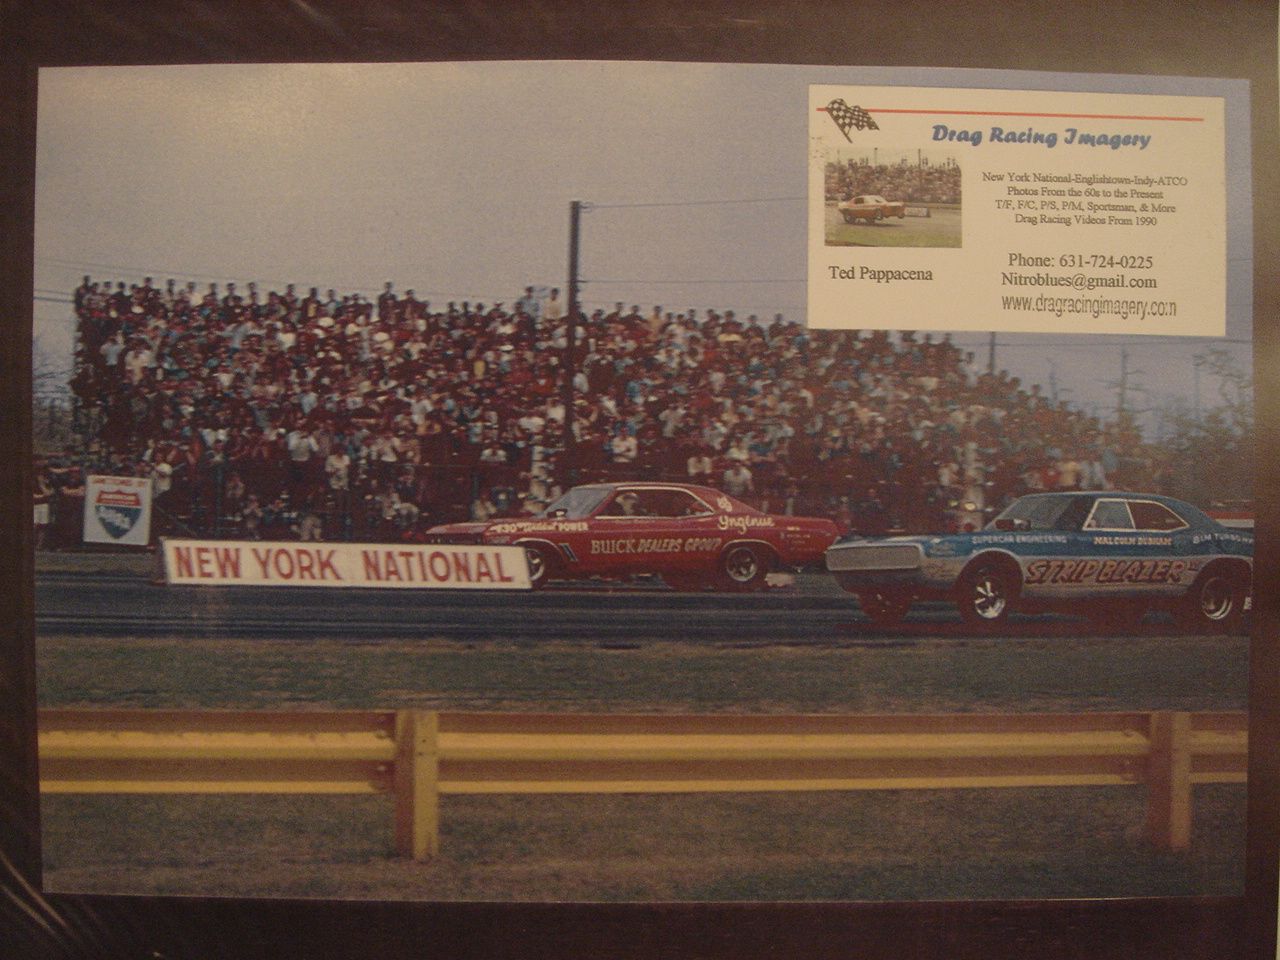 Drag Racing Imagery
New York National-Englishtown-Indy-ATCO
Photos From the 60s to the Present
T/F, F/C, P/S, P/M, Sportsman, & More
Drag Racing Videos From 1990
Phone: 631-724-0225
Ted Pappacena
Nitroblues@gmail.com
www.dragracingimagery.com
NEW YORK NATIONAL
430 POWER
Ingenue
BUICK DEALERS GROUP
SUPERCAR ENGINEERING
MALCOLM DURHAM
STRIP BLAZER